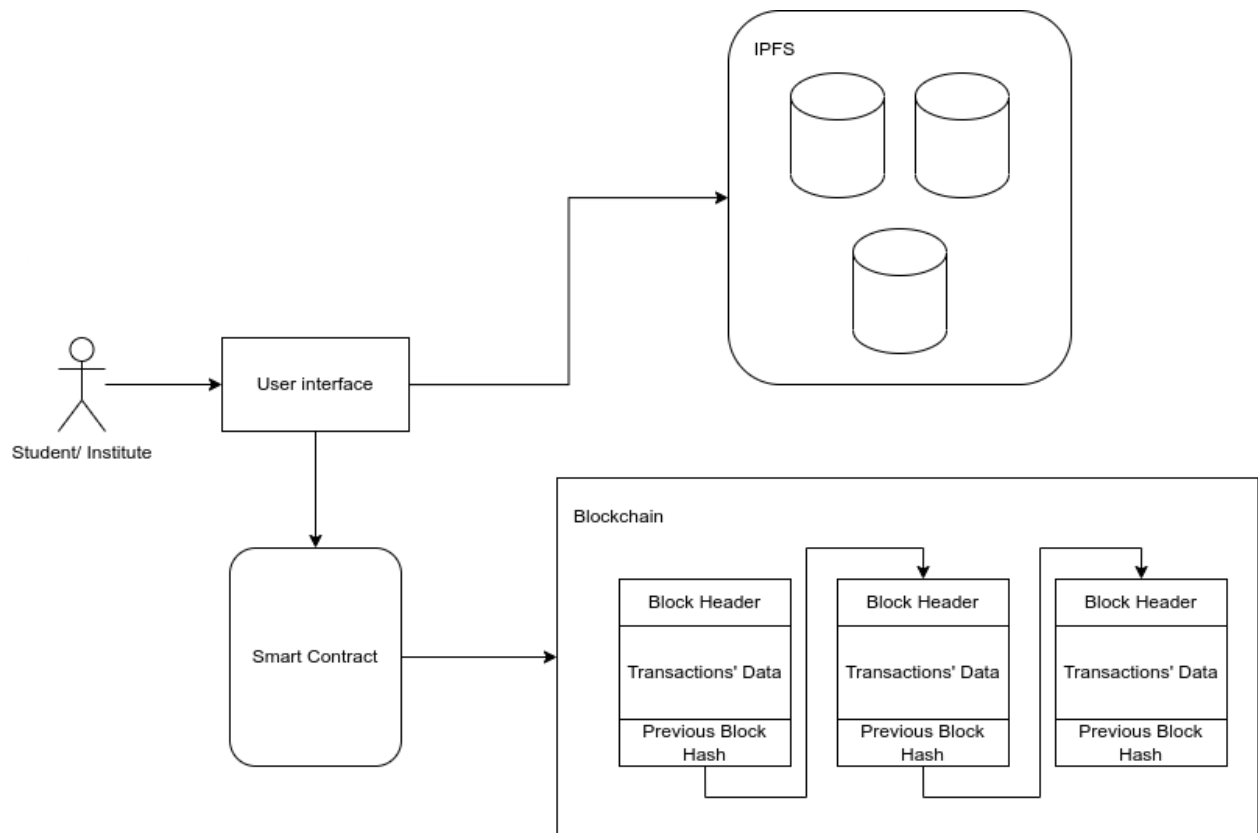 IPFS
User interface
Student/ Institute
Blockchain
Smart Contract
Block Header
Transactions' Data
Previous Block
Hash
Block Header
Transactions' Data
Previous Block
Hash
Block Header
Transactions' Data
Previous Block
Hash